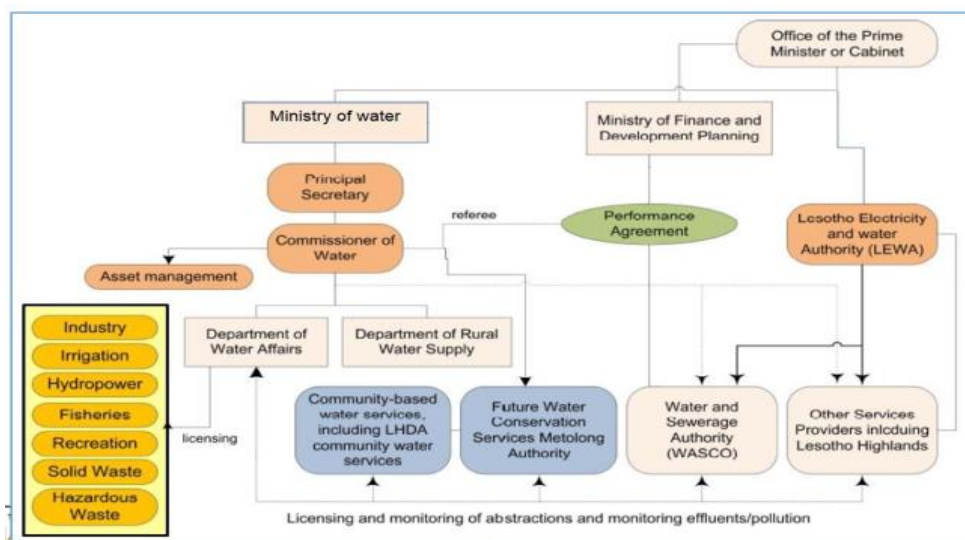 Office of the Prime
Minister or Cabinet
Ministry of water
Ministry of Finance and
Development Planning
Principal
Secretary
referee
Performance
Agreement
Lesotho Electricity
and water
Authority (LEWA)
Commissioner of
Water
Asset management
Industry
Irrigation
Hydropower
Fisheries
Recreation
Solid Waste
Hazardous
Waste
licensing
Department of
Water Affairs
Department of Rural
Water Supply
Community-based
water services,
including LHDA
community water
services
Future Water
Conservation
Services Metolong
Authority
Water and
Sewerage
Authority
(WASCO)
Other Services
Providers inlcduing
Lesotho Highlands
Licensing and monitoring of abstractions and monitoring effluents/pollution